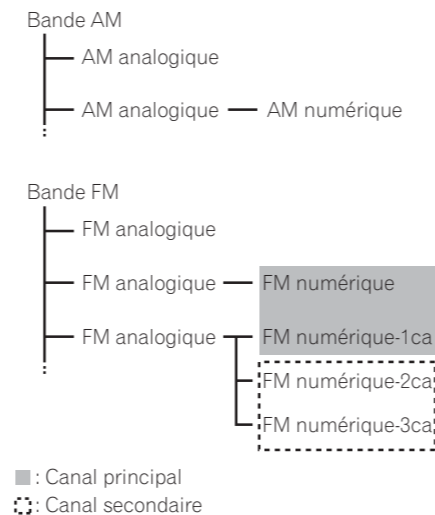 Bande AM
AM analogique
AM analogique AM numérique
Bande FM
FM analogique
FM analogique FM numérique
FM analogique FM numérique-1ca
FM numérique-2ca
FM numérique-3ca
: Canal principal
: Canal secondaire